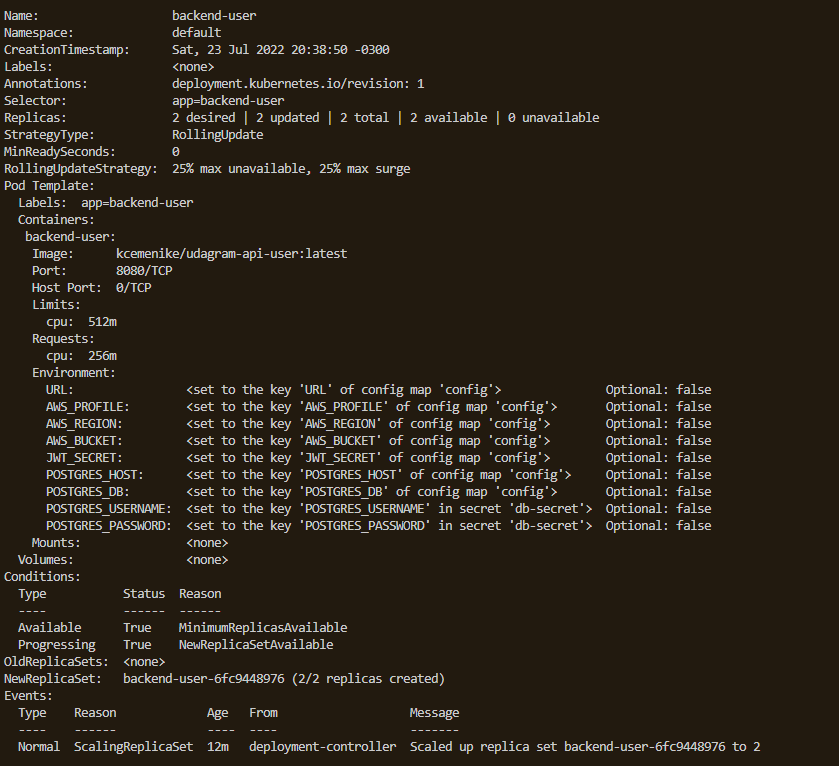 Name:                   backend-user
Namespace:              default
CreationTimestamp:      Sat, 23 Jul 2022 20:38:50 -0300
Labels:                 <none>
Annotations:            deployment.kubernetes.io/revision: 1
Selector:               app=backend-user
Replicas:               2 desired | 2 updated | 2 total | 2 available | 0 unavailable
StrategyType:           RollingUpdate
MinReadySeconds:        0
RollingUpdateStrategy:  25% max unavailable, 25% max surge
Pod Template:
  Labels:  app=backend-user
  Containers:
   backend-user:
    Image:      kcemenike/udagram-api-user:latest
    Port:       8080/TCP
    Host Port:  0/TCP
    Limits:
      cpu:  512m
    Requests:
      cpu:  256m
    Environment:
      URL:                <set to the key 'URL' of config map 'config'>               Optional: false
      AWS_PROFILE:        <set to the key 'AWS_PROFILE' of config map 'config'>       Optional: false
      AWS_REGION:         <set to the key 'AWS_REGION' of config map 'config'>        Optional: false
      AWS_BUCKET:         <set to the key 'AWS_BUCKET' of config map 'config'>        Optional: false
      JWT_SECRET:         <set to the key 'JWT_SECRET' of config map 'config'>        Optional: false
      POSTGRES_HOST:      <set to the key 'POSTGRES_HOST' of config map 'config'>     Optional: false
      POSTGRES_DB:        <set to the key 'POSTGRES_DB' of config map 'config'>       Optional: false
      POSTGRES_USERNAME:  <set to the key 'POSTGRES_USERNAME' in secret 'db-secret'>  Optional: false
      POSTGRES_PASSWORD:  <set to the key 'POSTGRES_PASSWORD' in secret 'db-secret'>  Optional: false
    Mounts:               <none>
  Volumes:                <none>
Conditions:
  Type           Status  Reason
  ----           ------  ------
  Available      True    MinimumReplicasAvailable
  Progressing    True    NewReplicaSetAvailable
OldReplicaSets:  <none>
NewReplicaSet:   backend-user-6fc9448976 (2/2 replicas created)
Events:
  Type    Reason             Age   From                   Message
  ----    ------             ----  ----                   -------
  Normal  ScalingReplicaSet  12m   deployment-controller  Scaled up replica set backend-user-6fc9448976 to 2